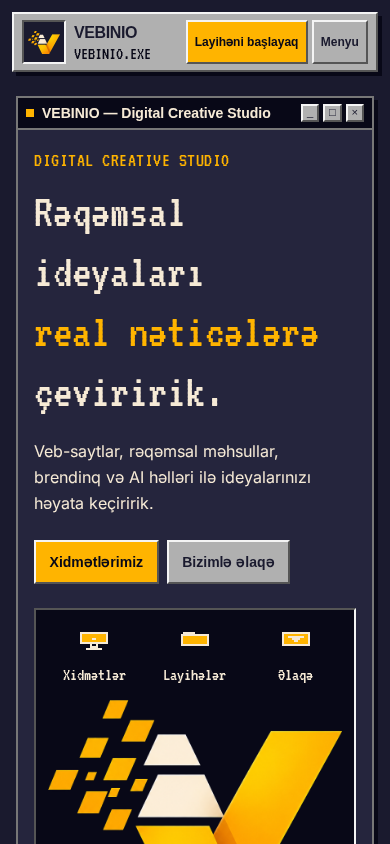 VEBINIO
VEBINIO.EXE
Layihəni başlayaq
Menyu
VEBINIO — Digital Creative Studio
DIGITAL CREATIVE STUDIO
Rəqəmsal
ideyaları
real nəticələrə
çeviririk.
Veb-saytlar, rəqəmsal məhsullar,
brendinq və AI həlləri ilə ideyalarınızı
həyata keçiririk.
Xidmətlərimiz
Bizimlə əlaqə
Xidmətlər
Layihələr
Əlaqə